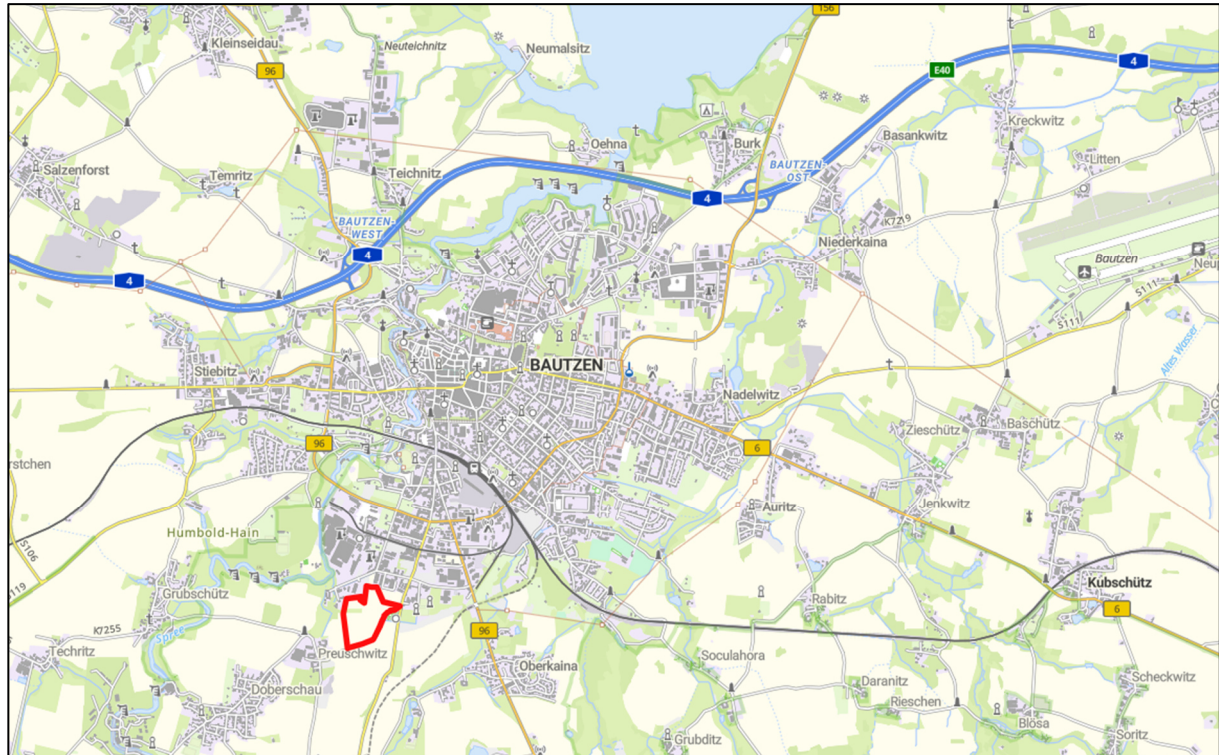 156
Kleinseidau
Neuteichnitz
Neumalsitz
96
E40
4
Oehna
Burk
Basankwitz
Kreckwitz
Litten
Salzenforst
Temritz
Teichnitz
BAUTZEN-
OST
4
BAUTZEN-
WEST
K7219
4
Niederkaina
Bautzen
4
S111
S111
Altes Wasser
BAUTZEN
Stiebitz
Nadelwitz
Zieschütz
Baschütz
96
6
Auritz
Jenkwitz
Humbold-Hain
S106
Grubschütz
Rabitz
Kubschütz
6
K7255
Spree
96
Techritz
Preuschwitz
Oberkaina
Soculahora
Doberschau
Daranitz
Rieschen
Scheckwitz
Blösa
Soritz
Grubditz